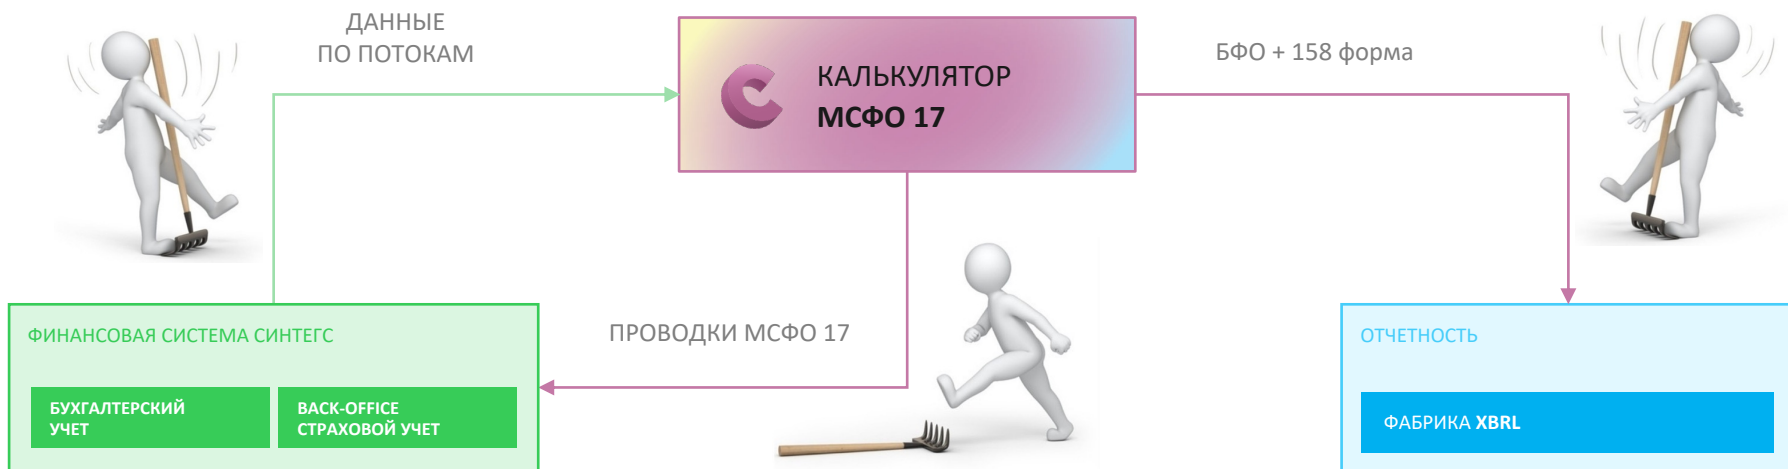 ДАННЫЕ
ПО ПОТОКАМ
КАЛЬКУЛЯТОР
МСФО 17
БФО + 158 форма
ФИНАНСОВАЯ СИСТЕМА СИНТЕГС
БУХГАЛТЕРСКИЙ
УЧЕТ
BACK-OFFICE
СТРАХОВОЙ УЧЕТ
ПРОВОДКИ МСФО 17
ОТЧЕТНОСТЬ
ФАБРИКА XBRL